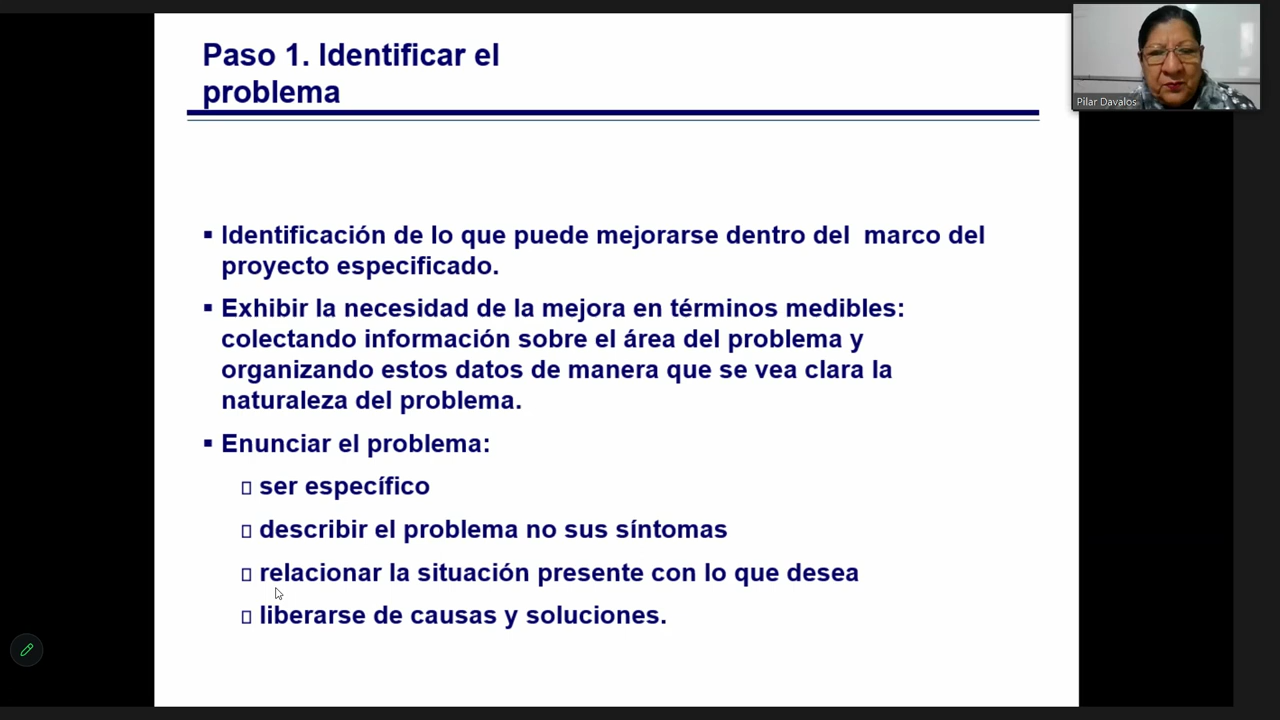 Paso 1. Identificar el
problema
Pilar Davalos
▪ Identificación de lo que puede mejorarse dentro del marco del
proyecto especificado.
▪ Exhibir la necesidad de la mejora en términos medibles:
colectando información sobre el área del problema y
organizando estos datos de manera que se vea clara la
naturaleza del problema.
▪ Enunciar el problema:
ser específico
describir el problema no sus síntomas
relacionar la situación presente con lo que desea
liberarse de causas y soluciones.